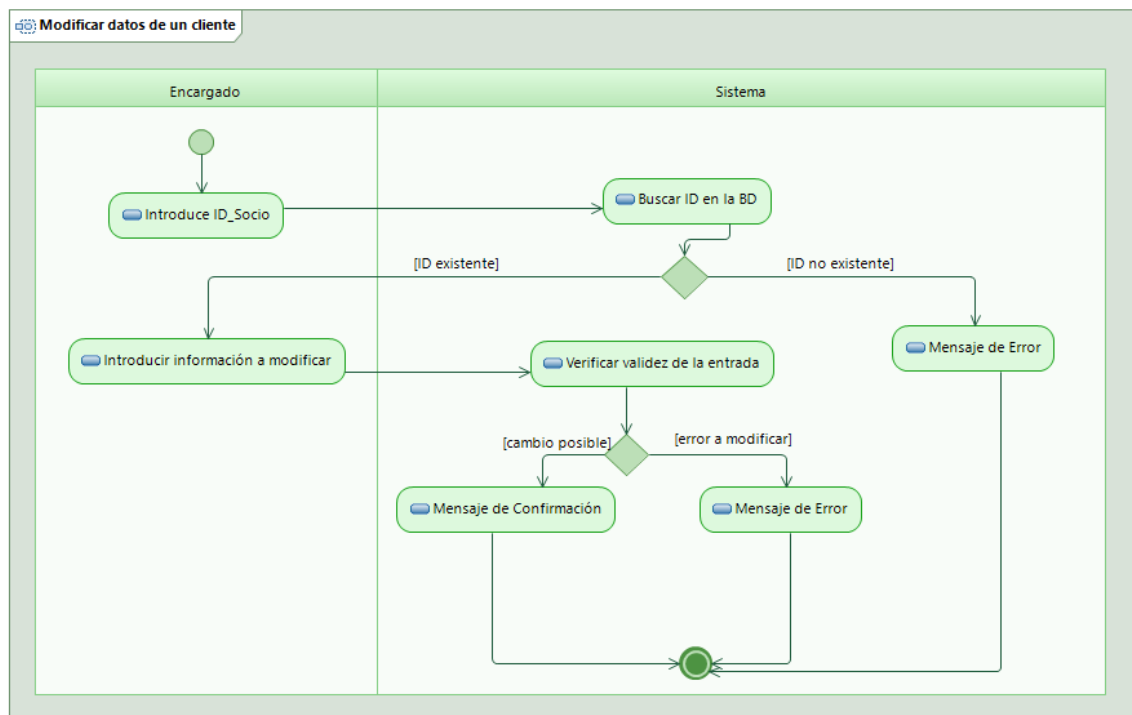 Modificar datos de un cliente
Encargado
Sistema
Introduce ID_Socio
Buscar ID en la BD
[ID existente]
[ID no existente]
Introducir información a modificar
Verificar validez de la entrada
Mensaje de Error
[cambio posible]
[error a modificar]
Mensaje de Confirmación
Mensaje de Error